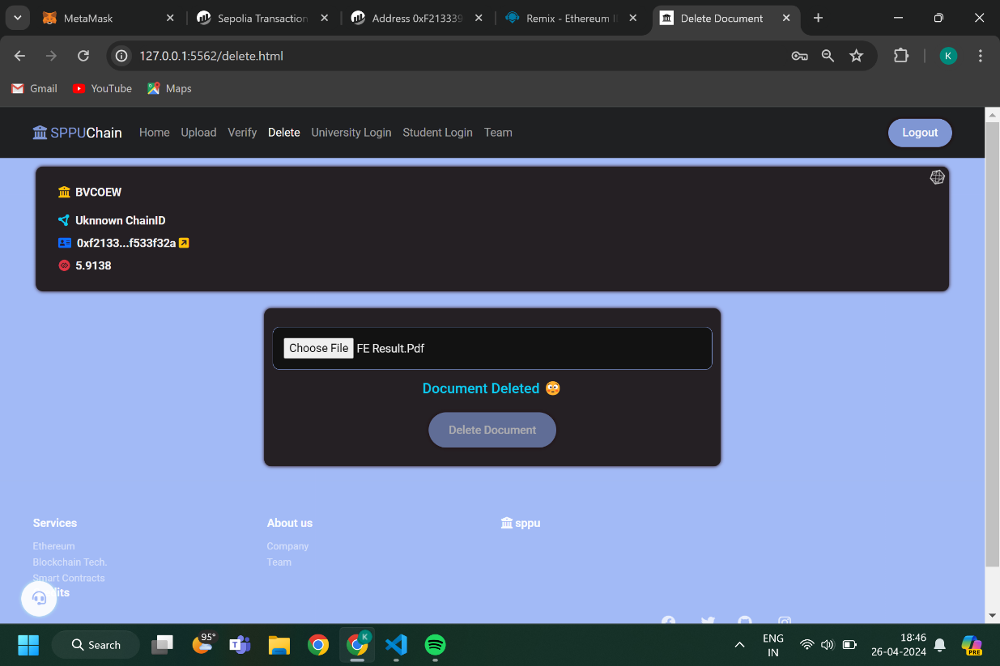 MetaMask
Sepolia Transaction
Address 0xF213339
Remix - Ethereum I
Delete Document
127.0.0.1:5562/delete.html
K
Gmail
YouTube
Maps
SPPUChain
Home
Upload
Verify
Delete
University Login
Student Login
Team
Logout
BVCOEW
Uknnown ChainID
0xf2133...f533f32a
5.9138
Choose File FE Result.Pdf
Document Deleted 😳
Delete Document
Services
About us
sppu
Ethereum
Company
Blockchain Tech.
Team
Smart Contracts
Search
95°
K
ENG
IN
18:46
26-04-2024
PRE